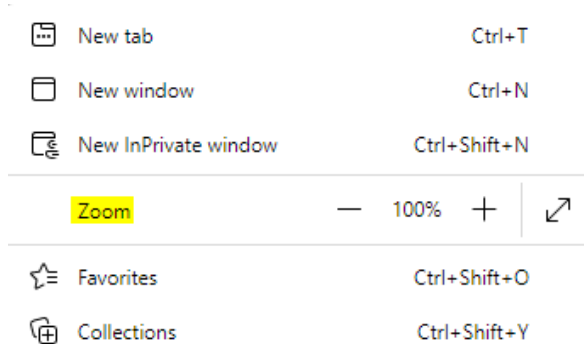 New tab Ctrl+T
New window Ctrl+N
New InPrivate window Ctrl+Shift+N
Zoom — 100% +
Favorites Ctrl+Shift+O
Collections Ctrl+Shift+Y